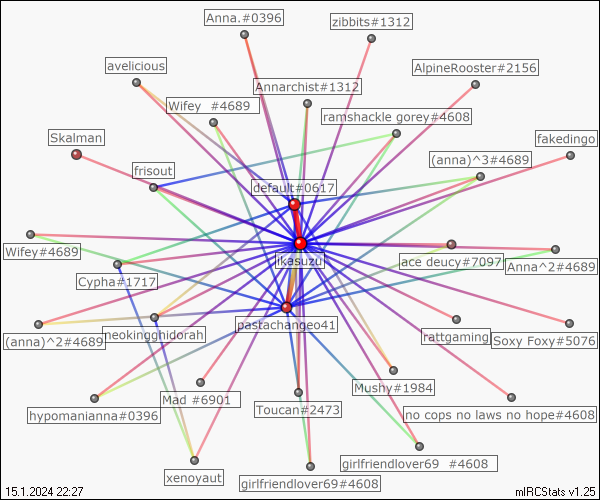 Anna.#0396
zibbits#1312
avelicious
AlpineRooster#2156
Annarchist#1312
Wifey #4689
ramshackle gorey#4608
Skalman
fakedingo
(anna)^3#4689
frisout
default#0617
Wifey#4689
ikasuzu
ace deucy#7097
Anna^2#4689
Cypha#1717
pastachangeo41
neokingghidorah
rattgaming
(anna)^2#4689
Soxy Foxy#5076
Mushy#1984
Mad #6901
Toucan#2473
hypomanianna#0396
no cops no laws no hope#4608
girlfriendlover69 #4608
xenoyaut
girlfriendlover69#4608
15.1.2024 22:27
mIRCStats v1.25